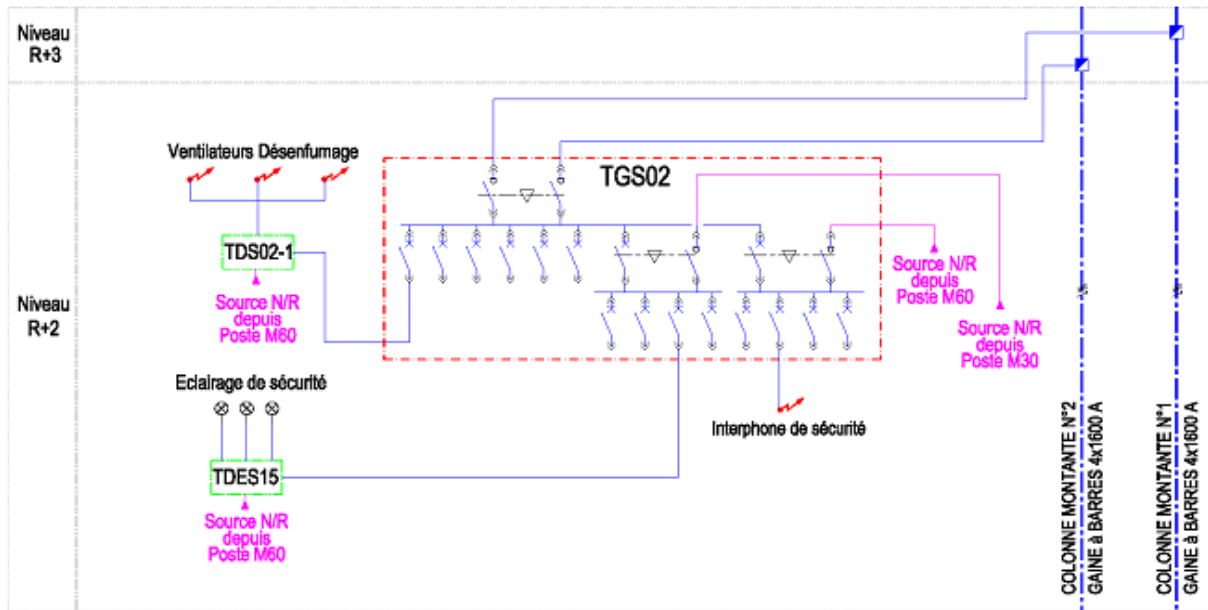 Niveau
R+3
Ventilateurs Désenfumage
TGS02
TDS02-1
Source N/R
depuis
Poste M60
Source N/R
depuis
Poste M60
Source N/R
depuis
Poste M30
Niveau
R+2
Eclairage de sécurité
Interphone de sécurité
TDES15
Source N/R
depuis
Poste M60
COLONNE MONTANTE N°2
GAINE à BARRES 4x1600 A
COLONNE MONTANTE N°1
GAINE à BARRES 4x1600 A